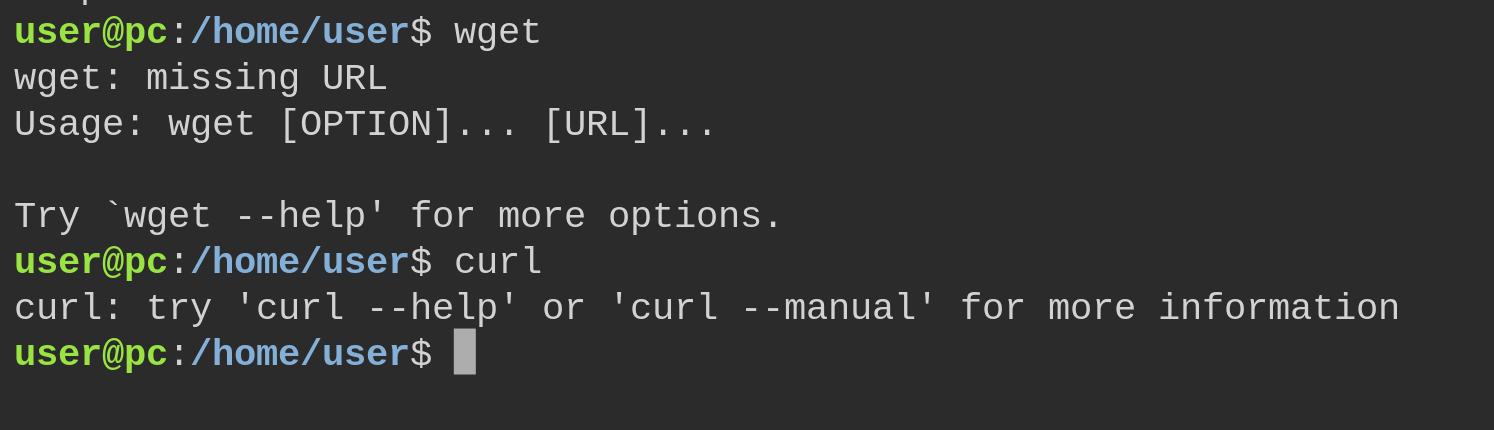 user@pc:/home/user$ wget
wget: missing URL
Usage: wget [OPTION]... [URL]...
Try `wget --help' for more options.
user@pc:/home/user$ curl
curl: try 'curl --help' or 'curl --manual' for more information
user@pc:/home/user$